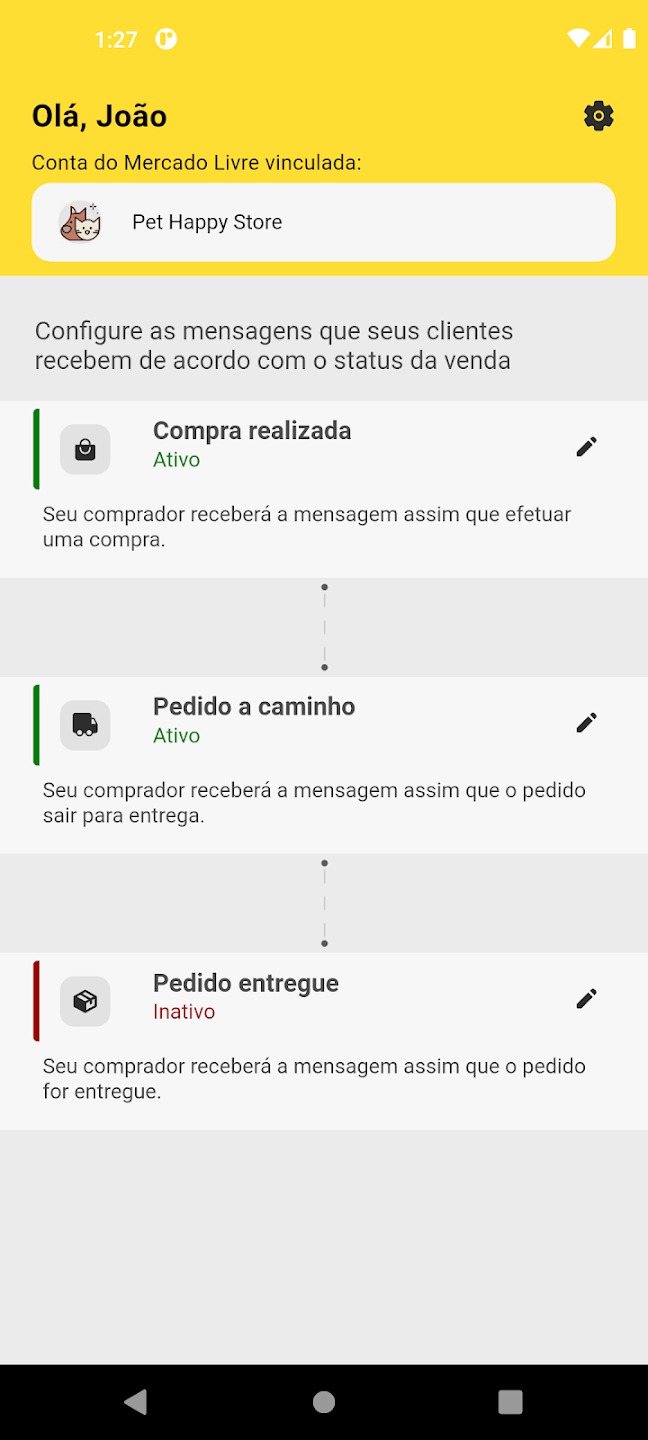 1:27
Olá, João
Conta do Mercado Livre vinculada:
Pet Happy Store
Configure as mensagens que seus clientes
recebem de acordo com o status da venda
Compra realizada
Ativo
Seu comprador receberá a mensagem assim que efetuar
uma compra.
Pedido a caminho
Ativo
Seu comprador receberá a mensagem assim que o pedido
sair para entrega.
Pedido entregue
Inativo
Seu comprador receberá a mensagem assim que o pedido
for entregue.